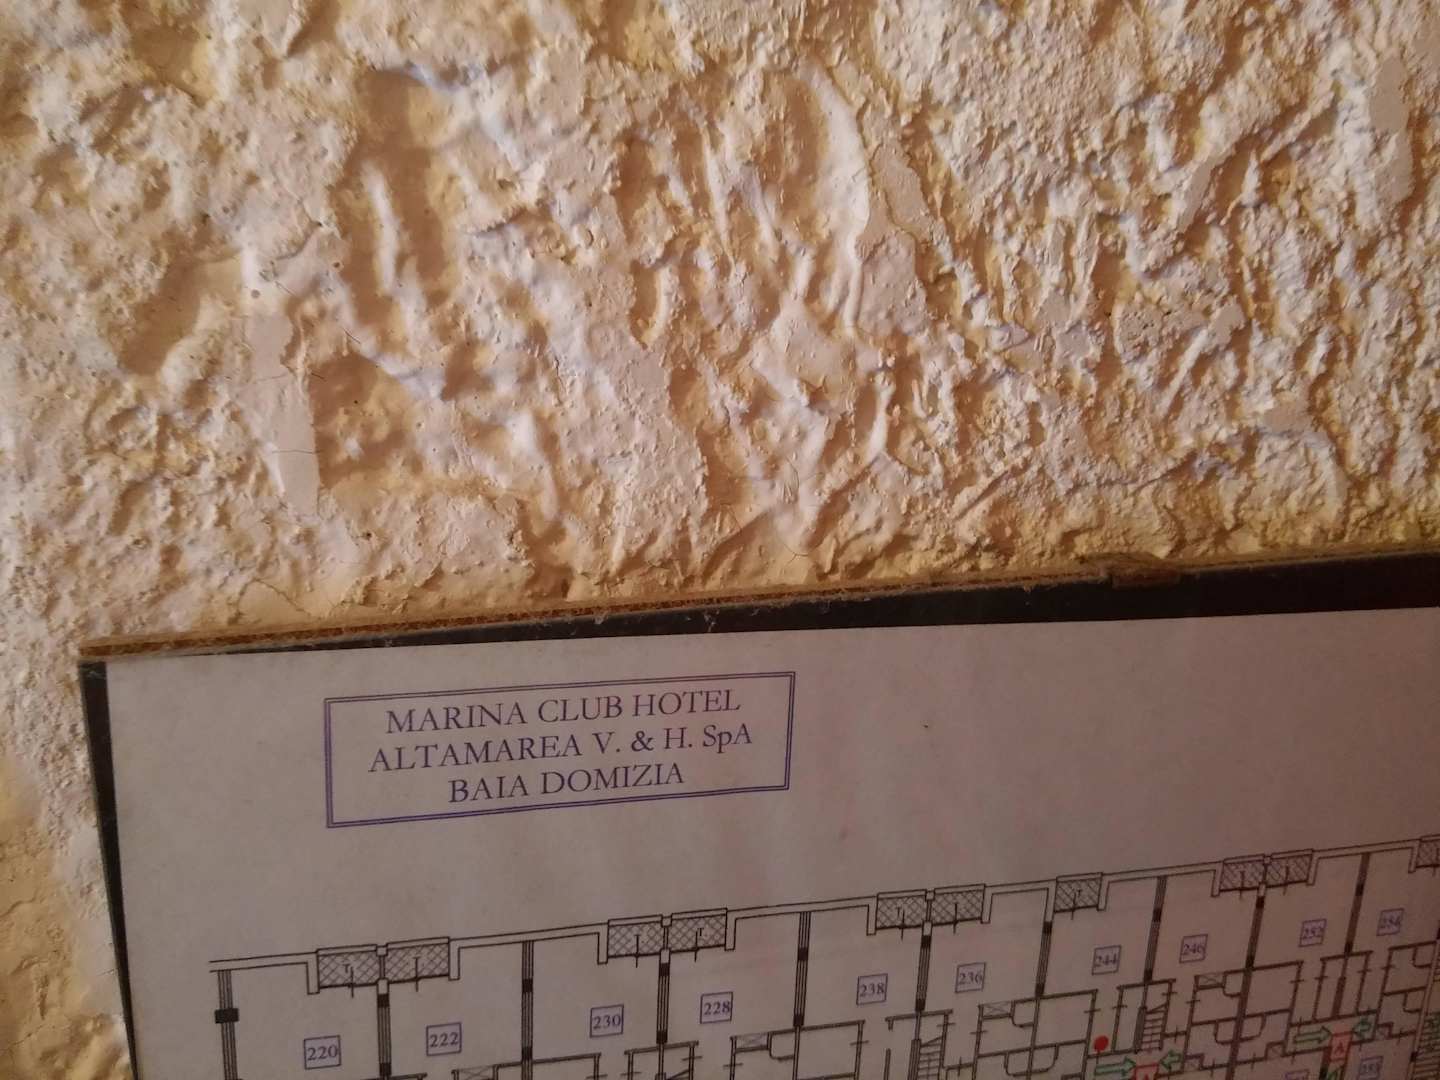 MARINA CLUB HOTEL
ALTAMAREA V. & H. SpA
BAIA DOMIZIA
220
222
230
228
238
236
244
246
252
254
A
A